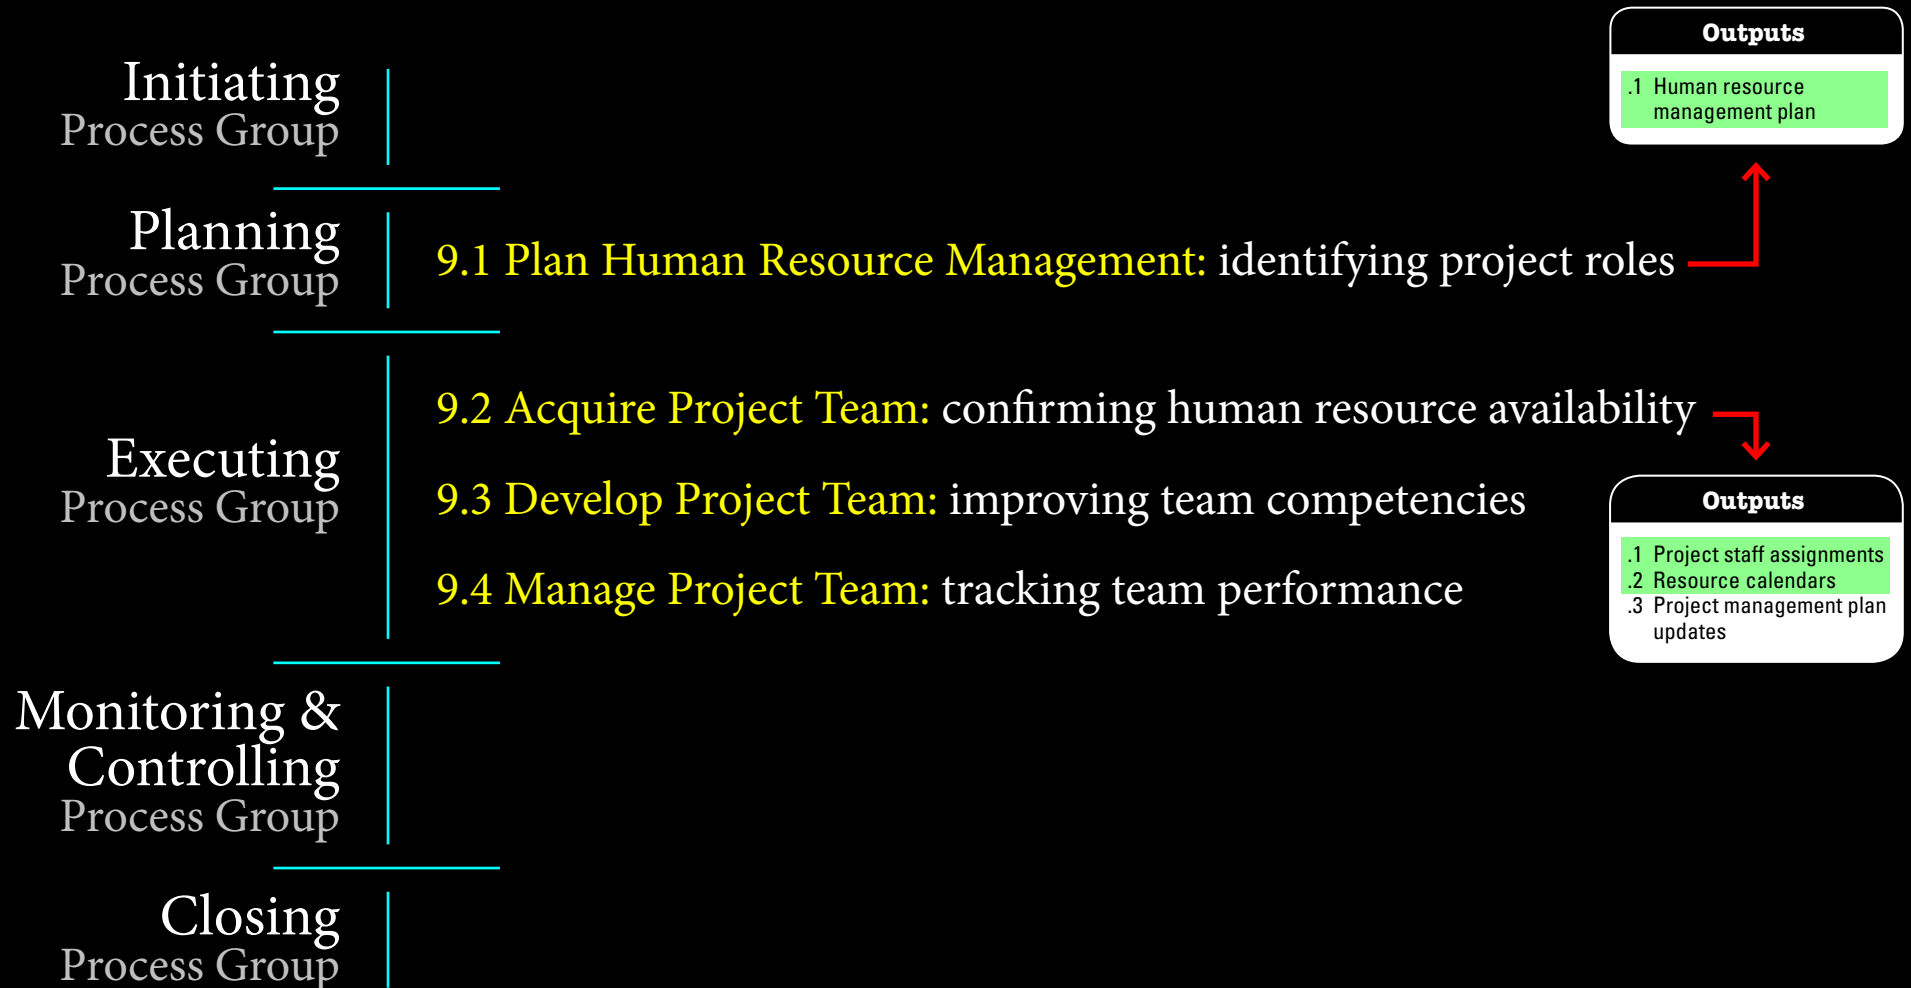 Outputs
.1 Human resource
management plan
Initiating
Process Group
Planning
Process Group
9.1 Plan Human Resource Management: identifying project roles
Executing
Process Group
9.2 Acquire Project Team: confirming human resource availability
9.3 Develop Project Team: improving team competencies
9.4 Manage Project Team: tracking team performance
Outputs
.1 Project staff assignments
.2 Resource calendars
.3 Project management plan
updates
Monitoring &
Controlling
Process Group
Closing
Process Group